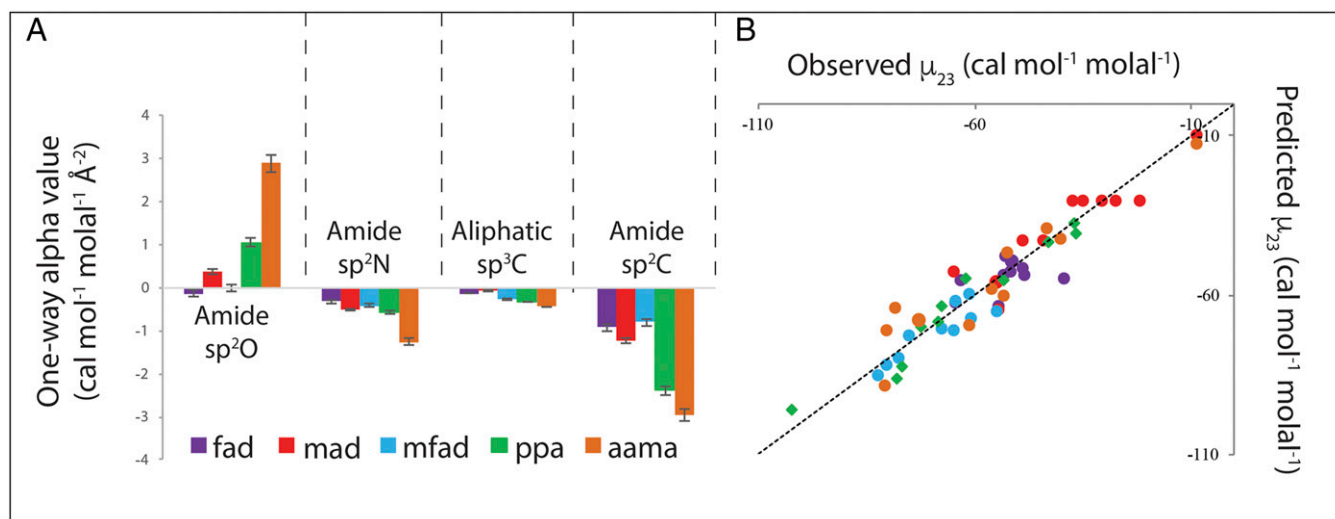 A
One-way alpha value
(cal mol⁻¹ molal⁻¹ Å⁻²)
4
3
2
1
0
-1
-2
-3
-4
Amide
sp²O
Amide
sp²N
Aliphatic
sp³C
Amide
sp²C
fad mad mfad ppa aama
B
Observed μ₂₃ (cal mol⁻¹ molal⁻¹)
-110 -60 -10
-10
-60
-110
Predicted μ₂₃ (cal mol⁻¹ molal⁻¹)